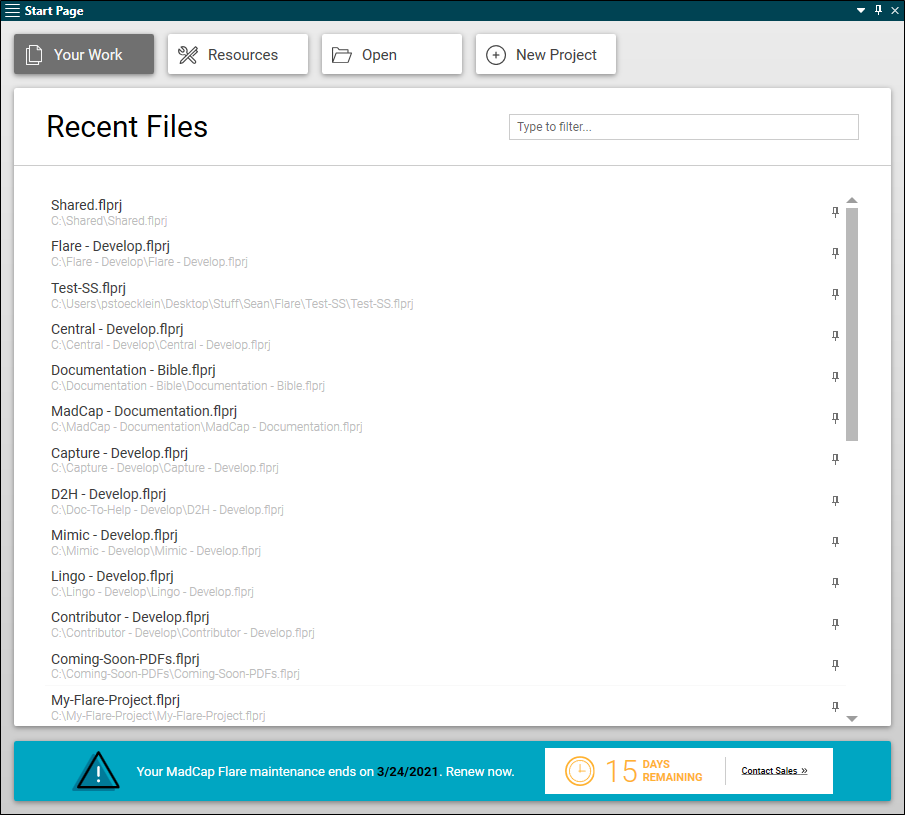 Start Page
Your Work
Resources
Open
New Project
Recent Files
Type to filter...
Shared.flprj
C:\Shared\Shared.flprj
Flare - Develop.flprj
C:\Flare - Develop\Flare - Develop.flprj
Test-SS.flprj
C:\Users\pstoecklein\Desktop\Stuff\Sean\Flare\Test-SS\Test-SS.flprj
Central - Develop.flprj
C:\Central - Develop\Central - Develop.flprj
Documentation - Bible.flprj
C:\Documentation - Bible\Documentation - Bible.flprj
MadCap - Documentation.flprj
C:\MadCap - Documentation\MadCap - Documentation.flprj
Capture - Develop.flprj
C:\Capture - Develop\Capture - Develop.flprj
D2H - Develop.flprj
C:\Doc-To-Help - Develop\D2H - Develop.flprj
Mimic - Develop.flprj
C:\Mimic - Develop\Mimic - Develop.flprj
Lingo - Develop.flprj
C:\Lingo - Develop\Lingo - Develop.flprj
Contributor - Develop.flprj
C:\Contributor - Develop\Contributor - Develop.flprj
Coming-Soon-PDFs.flprj
C:\Coming-Soon-PDFs\Coming-Soon-PDFs.flprj
My-Flare-Project.flprj
C:\My-Flare-Project\My-Flare-Project.flprj
Your MadCap Flare maintenance ends on 3/24/2021. Renew now.
15 DAYS REMAINING
Contact Sales »